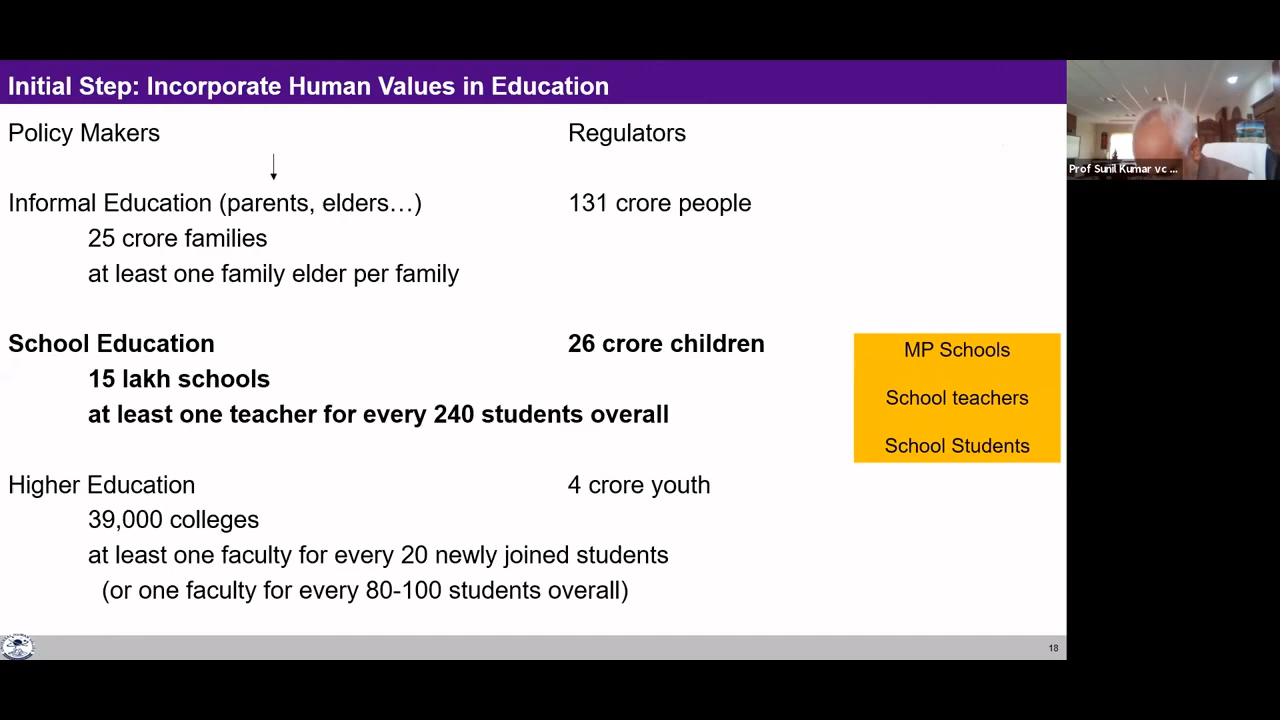 Initial Step: Incorporate Human Values in Education
Policy Makers
Regulators
Informal Education (parents, elders…)
131 crore people
25 crore families
at least one family elder per family
School Education
26 crore children
15 lakh schools
at least one teacher for every 240 students overall
MP Schools
School teachers
School Students
Higher Education
4 crore youth
39,000 colleges
at least one faculty for every 20 newly joined students
(or one faculty for every 80-100 students overall)
18
Prof Sunil Kumar vc ...